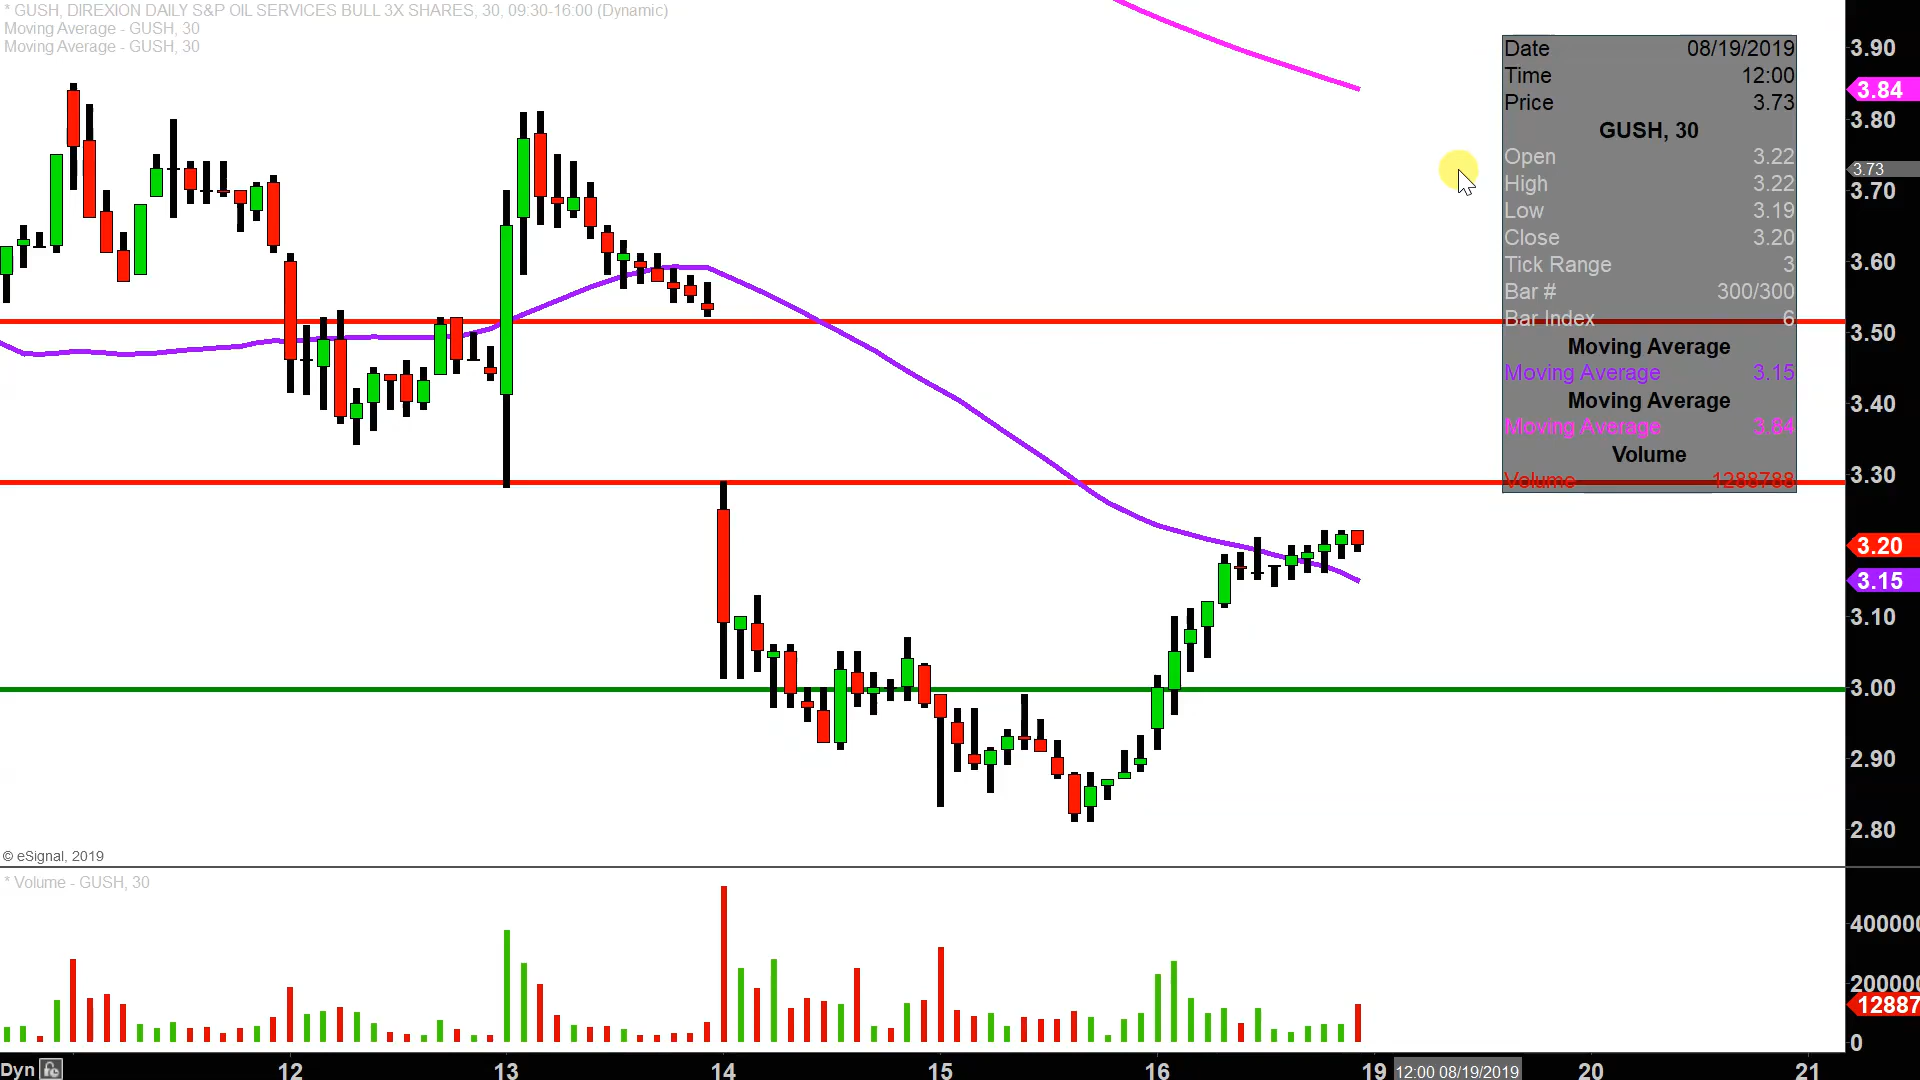 * GUSH, DIREXION DAILY S&P OIL SERVICES BULL 3X SHARES, 30, 09:30-16:00 (Dynamic)
Moving Average - GUSH, 30
Moving Average - GUSH, 30
Date 08/19/2019
Time 12:00
Price 3.73
GUSH, 30
Open 3.22
High 3.22
Low 3.19
Close 3.20
Tick Range 3
Bar # 300/300
Bar Index 6
Moving Average
Moving Average 3.15
Moving Average
Moving Average 3.84
Volume
Volume 1288788
3.90
3.84
3.80
3.73
3.70
3.60
3.50
3.40
3.30
3.20
3.15
3.10
3.00
2.90
2.80
© eSignal, 2019
* Volume - GUSH, 30
400000
200000
12887
0
Dyn 12 13 14 15 16 19 12:00 08/19/2019 20 21